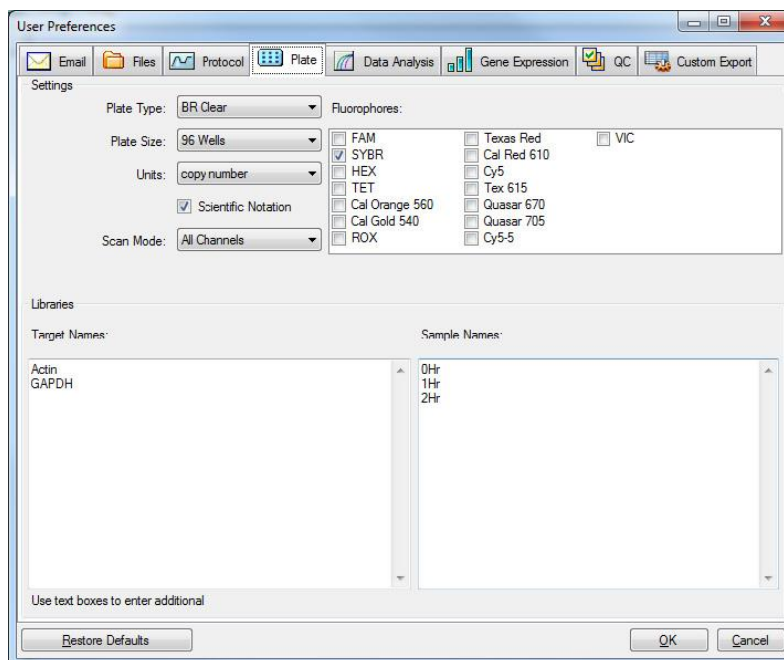 User Preferences
Email Files Protocol Plate Data Analysis Gene Expression QC Custom Export
Settings
Plate Type: BR Clear Fluorophores:
Plate Size: 96 Wells
Units: copy number
Scientific Notation
Scan Mode: All Channels
FAM Texas Red VIC
SYBR Cal Red 610
HEX Cy5
TET Tex 615
Cal Orange 560 Quasar 670
Cal Gold 540 Quasar 705
ROX Cy5-5
Libraries
Target Names: Sample Names:
Actin 0Hr
GAPDH 1Hr
2Hr
Use text boxes to enter additional
Restore Defaults OK Cancel